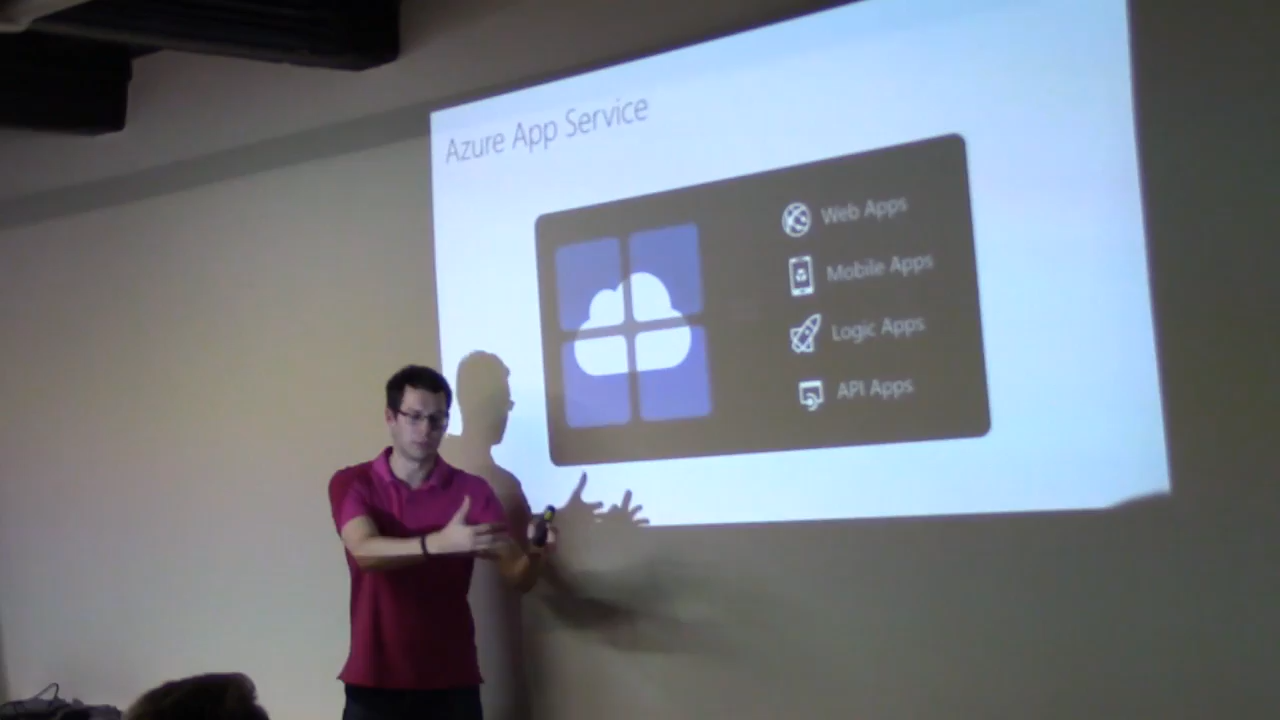 Azure App Service
Web Apps
Mobile Apps
Logic Apps
API Apps